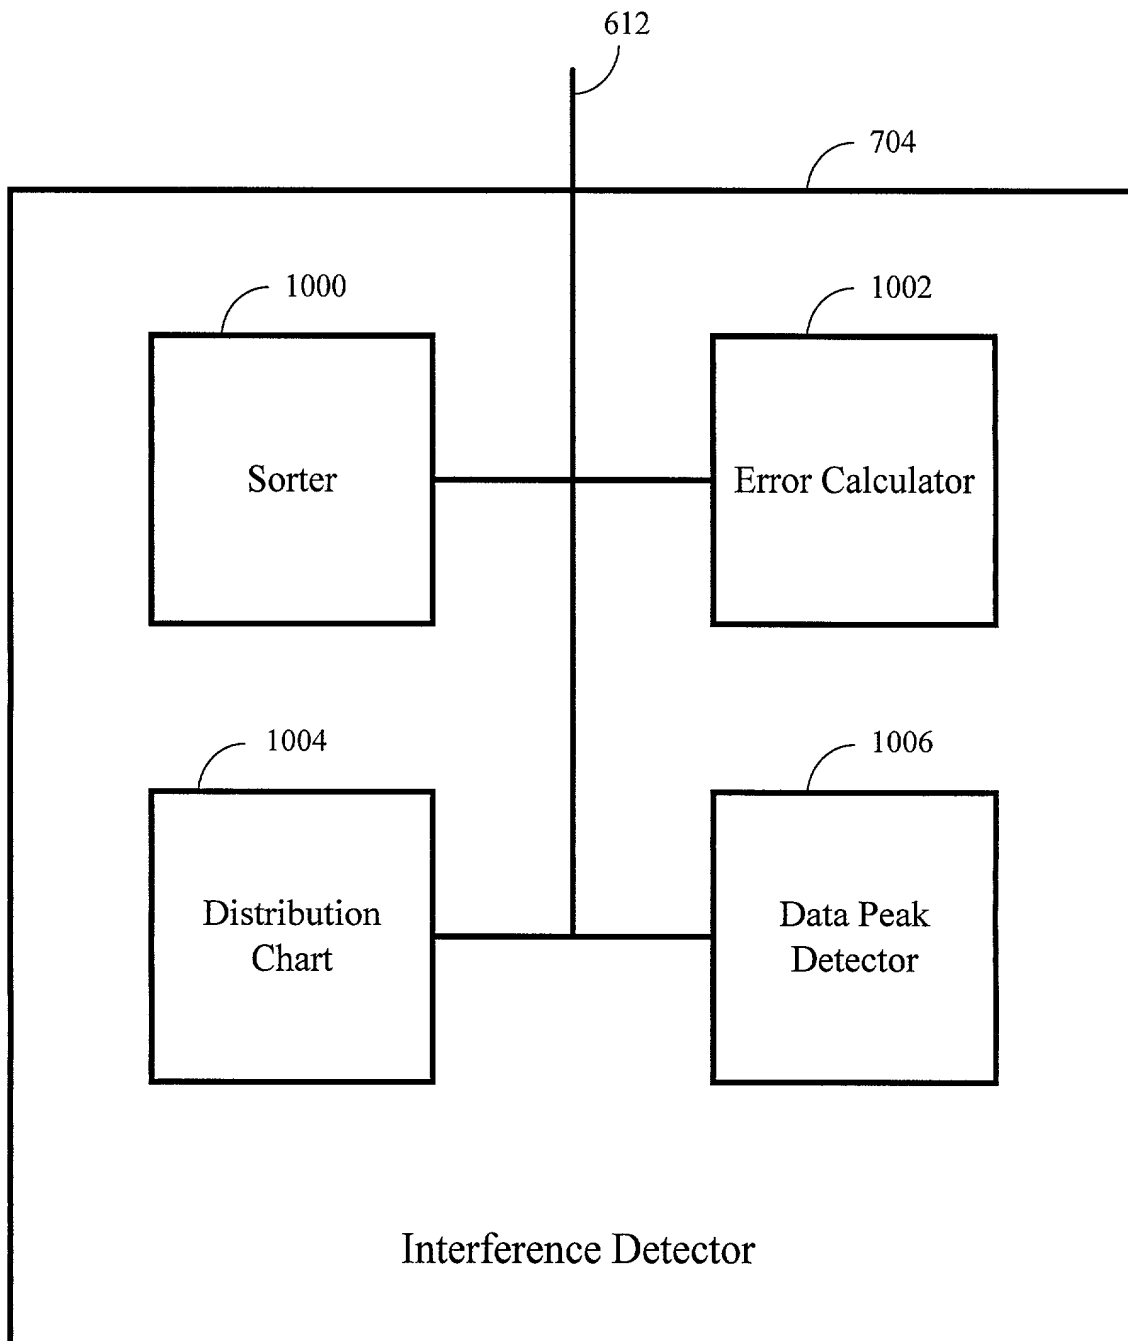 612
704
1000
1002
Sorter
Error Calculator
1004
1006
Distribution
Chart
Data Peak
Detector
Interference Detector